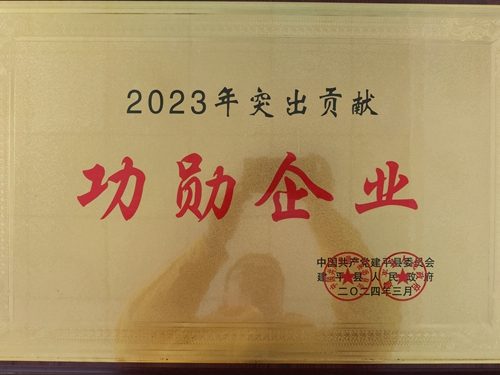 2023年突出贡献
功勋企业
中国共产党建平县委员会
建平县人民政府
二〇二四年三月